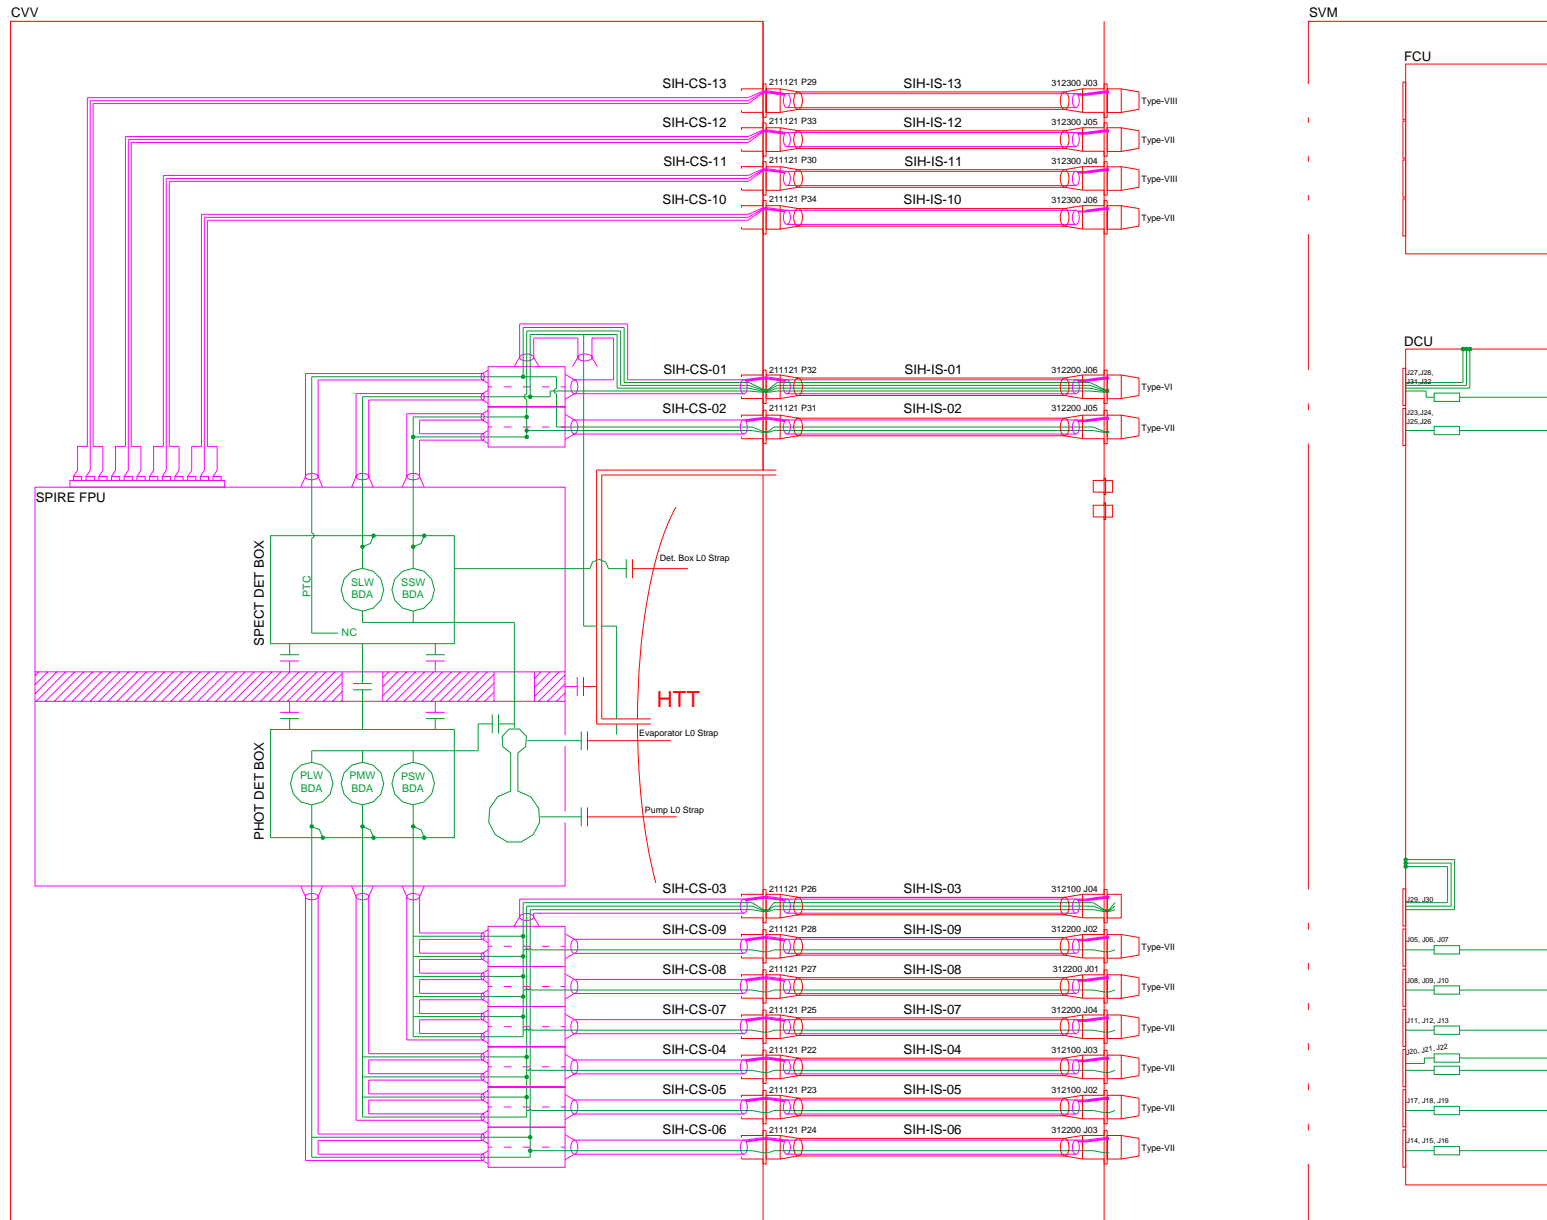 CVV
SVM
FCU
SIH-CS-13
211121 P29
SIH-IS-13
312300 J03
Type-VIII
SIH-CS-12
211121 P33
SIH-IS-12
312300 J05
Type-VII
SIH-CS-11
211121 P30
SIH-IS-11
312300 J04
Type-VIII
SIH-CS-10
211121 P34
SIH-IS-10
312300 J06
Type-VII
DCU
SIH-CS-01
211121 P32
SIH-IS-01
312200 J06
Type-VI
J27,J28,
J31,J32
SIH-CS-02
211121 P31
SIH-IS-02
312200 J05
Type-VII
J23,J24,
J25,J26
SPIRE FPU
SPECT DET BOX
PTC
SLW
BDA
SSW
BDA
NC
Det. Box L0 Strap
HTT
Evaporator L0 Strap
PHOT DET BOX
PLW
BDA
PMW
BDA
PSW
BDA
Pump L0 Strap
SIH-CS-03
211121 P26
SIH-IS-03
312100 J04
J29, J30
SIH-CS-09
211121 P28
SIH-IS-09
312200 J02
Type-VII
J05, J06, J07
SIH-CS-08
211121 P27
SIH-IS-08
312200 J01
Type-VII
J08, J09, J10
SIH-CS-07
211121 P25
SIH-IS-07
312200 J04
Type-VII
J11, J12, J13
SIH-CS-04
211121 P22
SIH-IS-04
312100 J03
Type-VII
J20, J21, J22
SIH-CS-05
211121 P23
SIH-IS-05
312100 J02
Type-VII
J17, J18, J19
SIH-CS-06
211121 P24
SIH-IS-06
312200 J03
Type-VII
J14, J15, J16